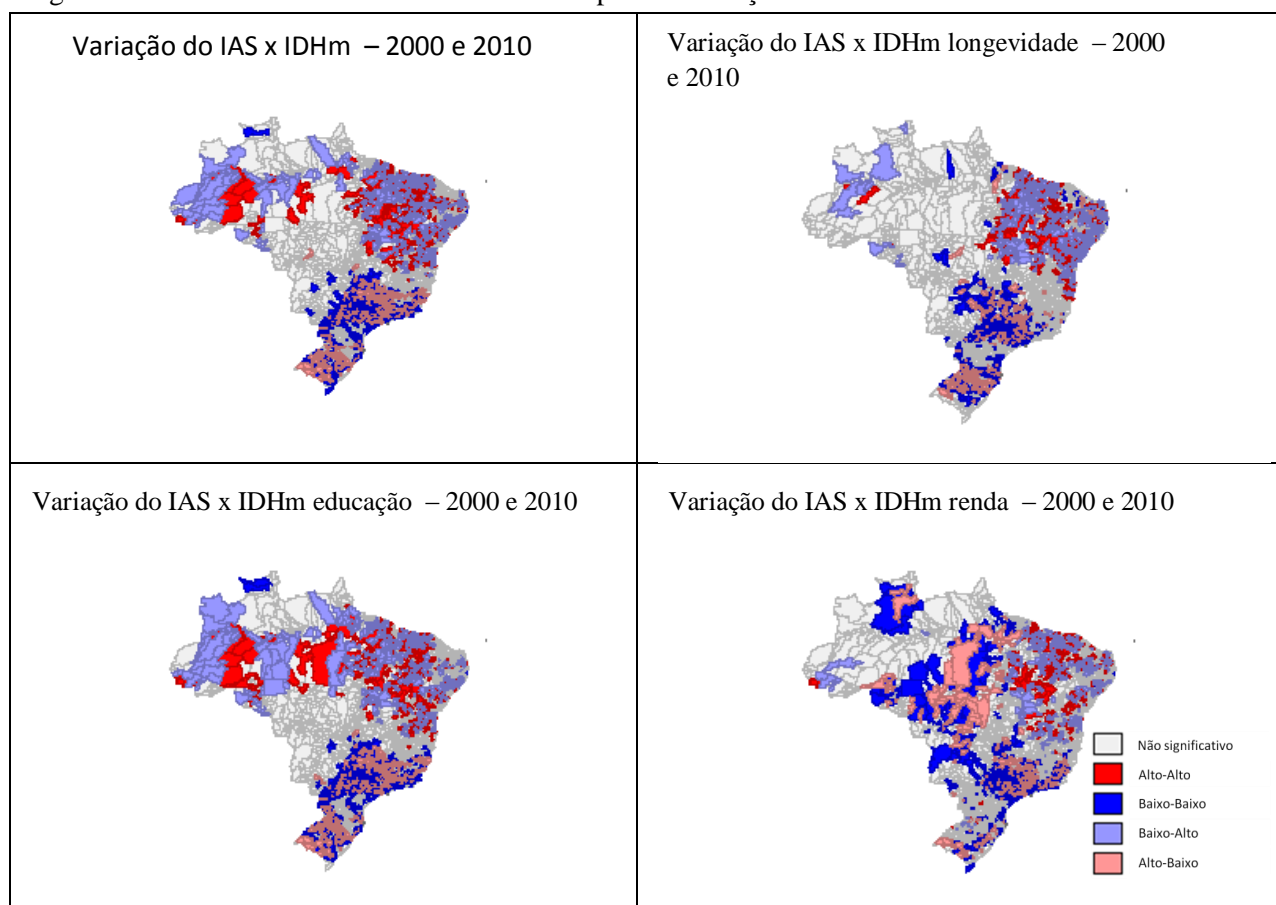 Variação do IAS x IDHm – 2000 e 2010
Variação do IAS x IDHm longevidade – 2000
e 2010
Variação do IAS x IDHm educação – 2000 e 2010
Variação do IAS x IDHm renda – 2000 e 2010
Não significativo
Alto-Alto
Baixo-Baixo
Baixo-Alto
Alto-Baixo